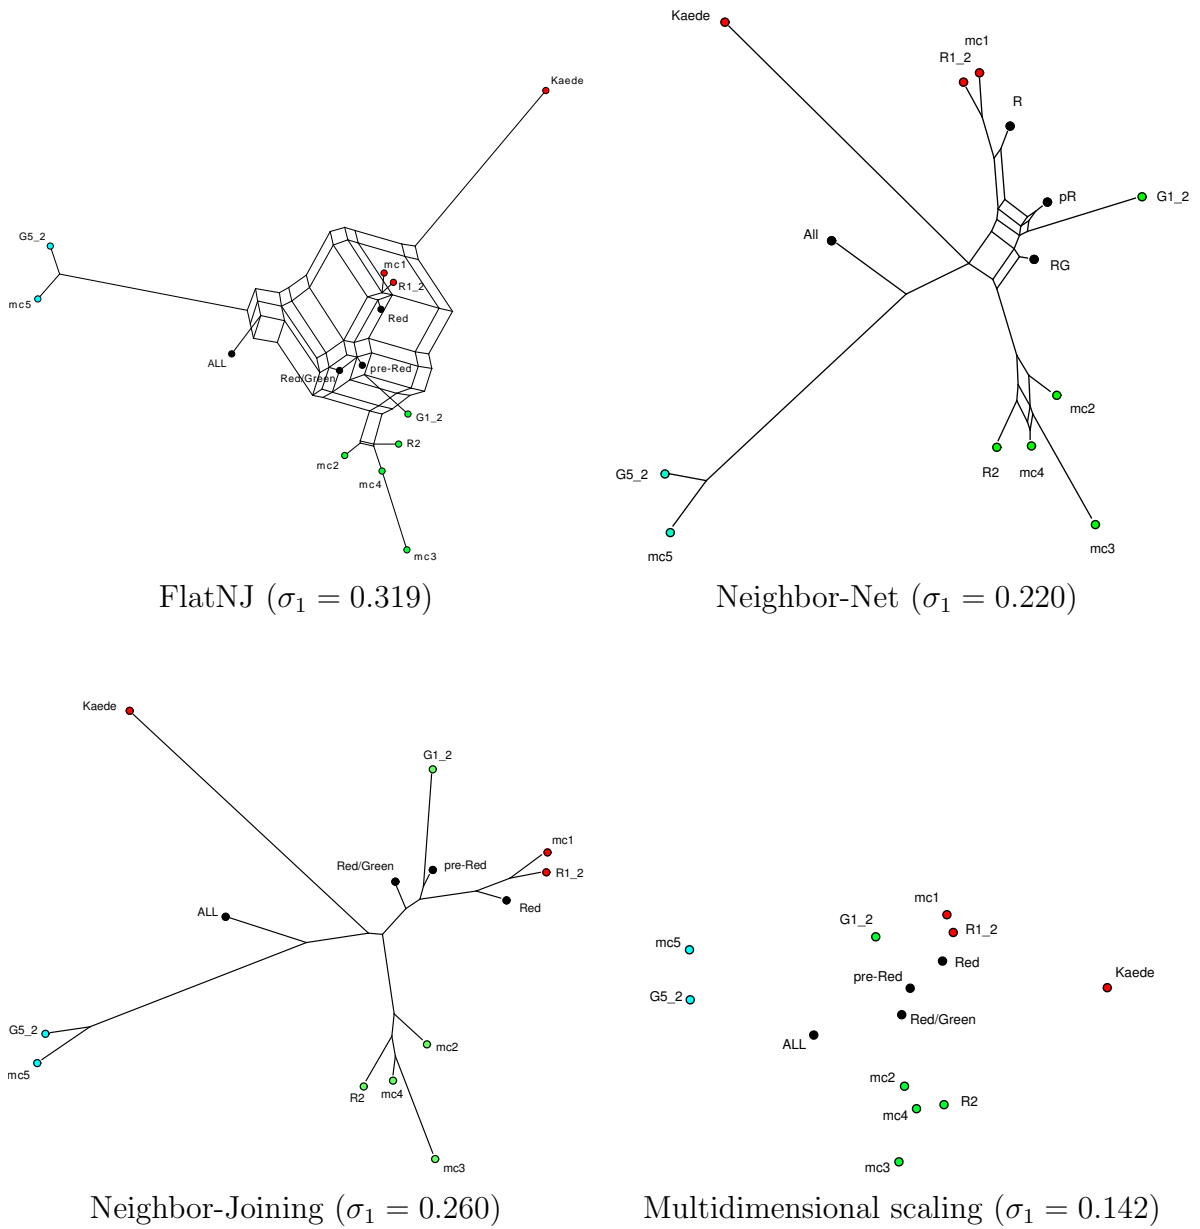 Kaede
G5_2
mc5
ALL
mc1
R1_2
Red
Red/Green
pre-Red
G1_2
R2
mc2
mc4
mc3
FlatNJ (σ₁ = 0.319)
Kaede
mc1
R1_2
R
pR
G1_2
All
RG
mc2
G5_2
R2
mc4
mc5
mc3
Neighbor-Net (σ₁ = 0.220)
Kaede
G1_2
mc1
Red/Green
pre-Red
R1_2
ALL
Red
G5_2
mc2
mc5
R2
mc4
mc3
Neighbor-Joining (σ₁ = 0.260)
mc1
G1_2
R1_2
mc5
Red
pre-Red
Kaede
G5_2
Red/Green
ALL
mc2
R2
mc4
mc3
Multidimensional scaling (σ₁ = 0.142)